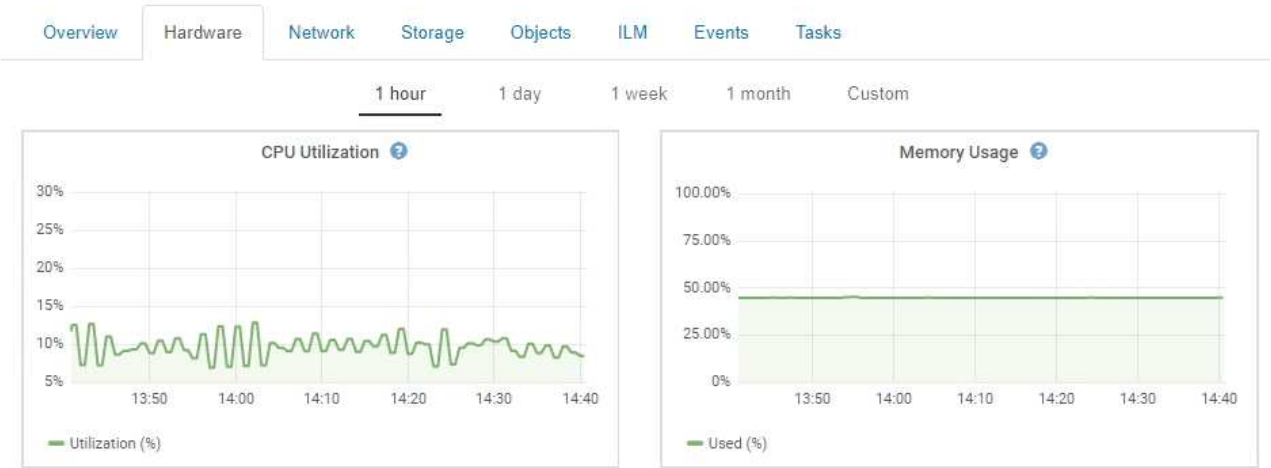 Overview Hardware Network Storage Objects ILM Events Tasks
1 hour 1 day 1 week 1 month Custom
CPU Utilization ?
30%
25%
20%
15%
10%
5%
13:50 14:00 14:10 14:20 14:30 14:40
Utilization (%)
Memory Usage ?
100.00%
75.00%
50.00%
25.00%
0%
13:50 14:00 14:10 14:20 14:30 14:40
Used (%)